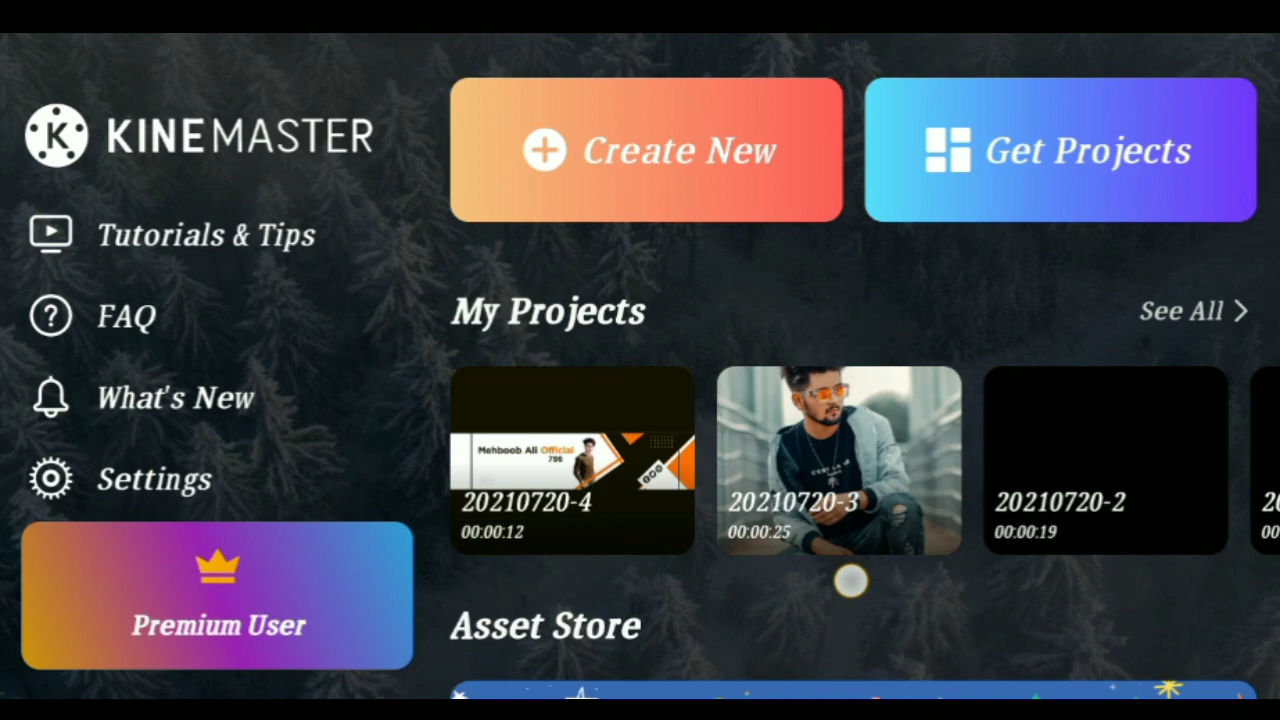 KINEMASTER
Tutorials & Tips
FAQ
What's New
Settings
Premium User
Create New
Get Projects
My Projects
See All
Mehboob Ali Official
786
20210720-4
00:00:12
20210720-3
00:00:25
20210720-2
00:00:19
Asset Store